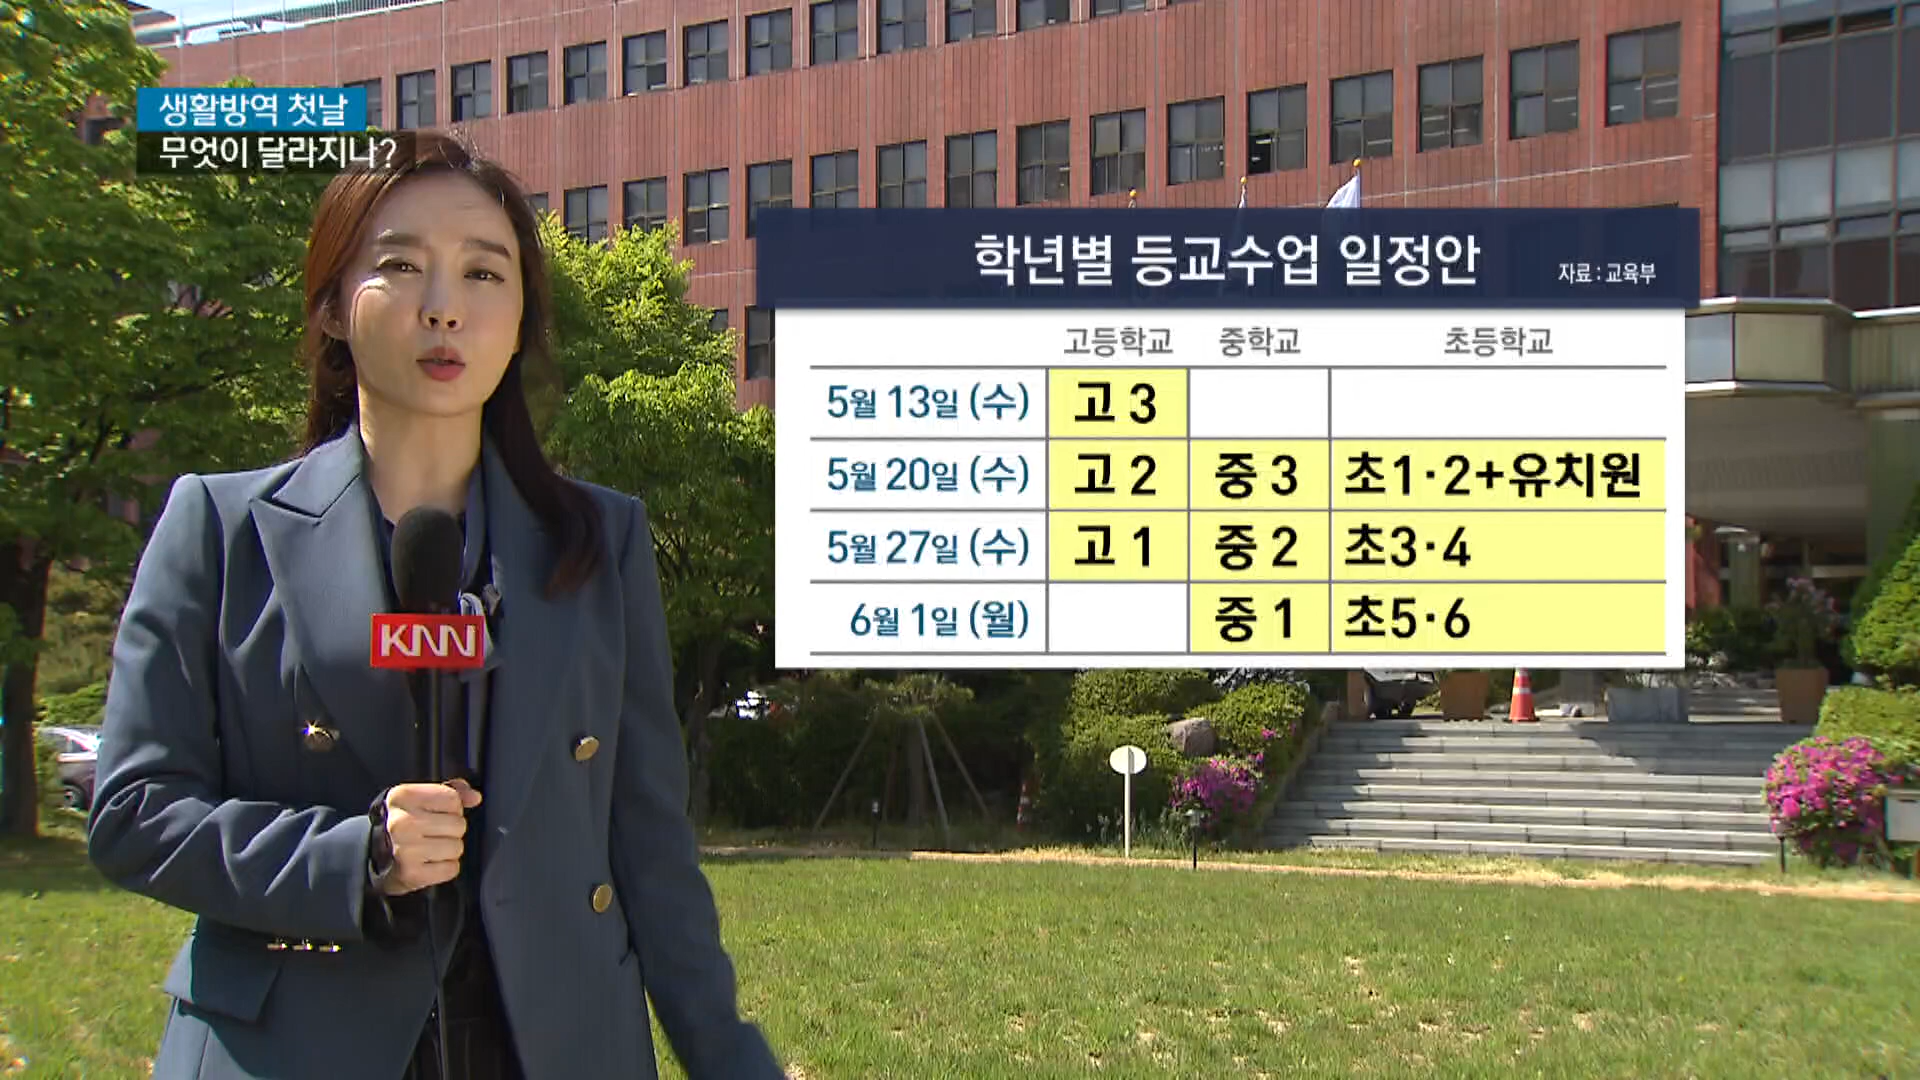 생활방역 첫날
무엇이 달라지나?
학년별 등교수업 일정안
자료 : 교육부
고등학교 중학교 초등학교
5월 13일 (수) 고 3
5월 20일 (수) 고 2 중 3 초1·2+유치원
5월 27일 (수) 고 1 중 2 초3·4
6월 1일 (월) 중 1 초5·6
KNN